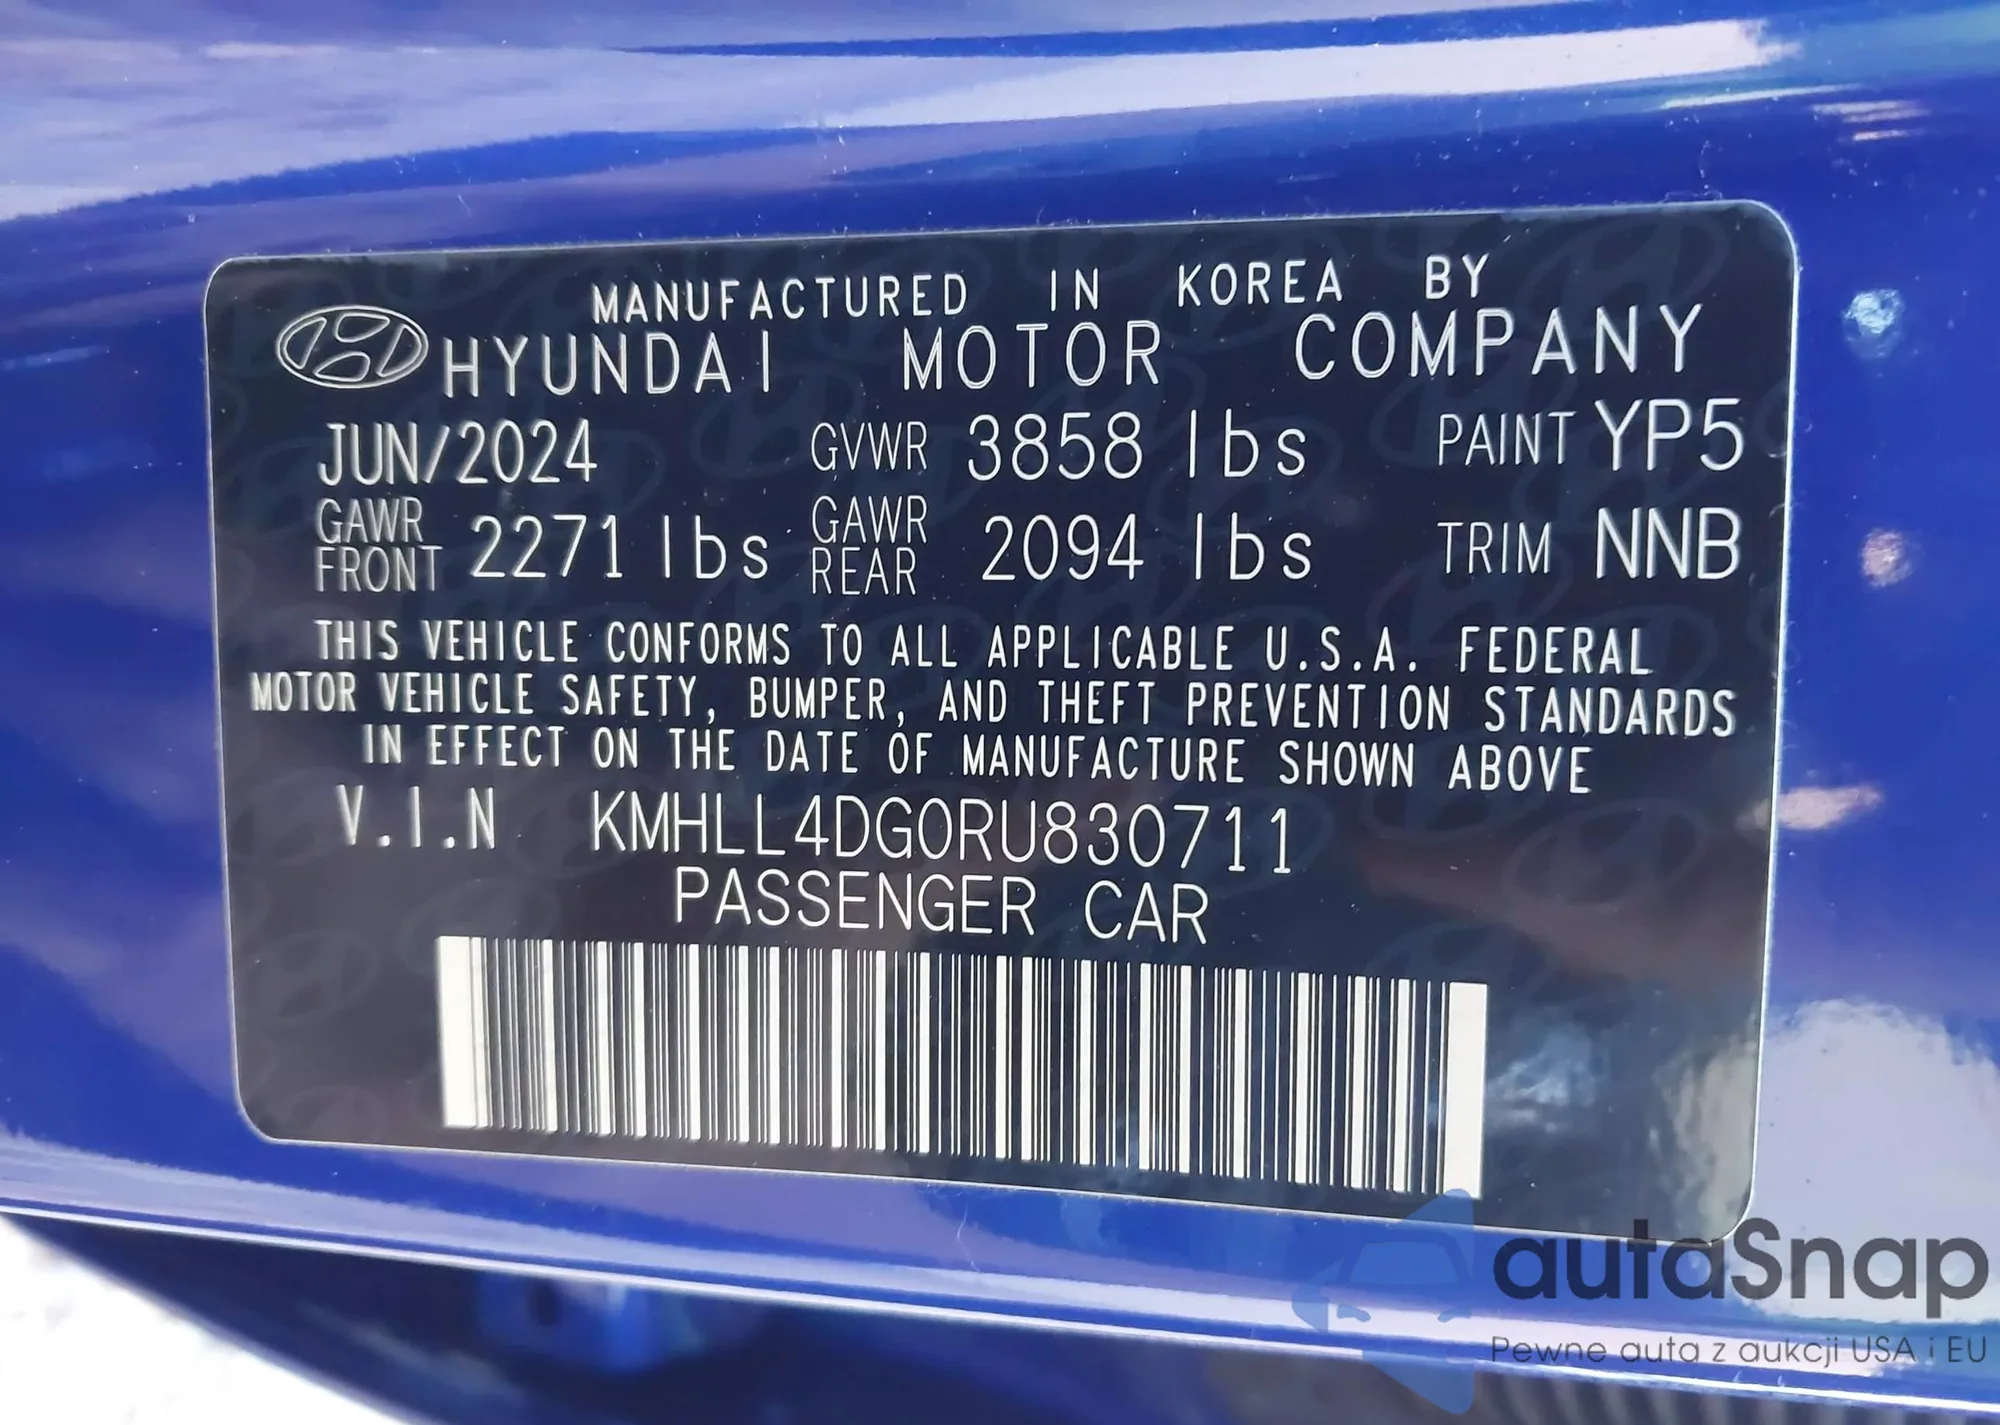 MANUFACTURED IN KOREA BY
HYUNDAI MOTOR COMPANY
JUN/2024 GVWR 3858 lbs PAINT YP5
GAWR FRONT 2271 lbs GAWR REAR 2094 lbs TRIM NNB
THIS VEHICLE CONFORMS TO ALL APPLICABLE U.S.A. FEDERAL
MOTOR VEHICLE SAFETY, BUMPER, AND THEFT PREVENTION STANDARDS
IN EFFECT ON THE DATE OF MANUFACTURE SHOWN ABOVE
V.I.N KMHLL4DG0RU830711
PASSENGER CAR
autaSnap
Pewne auta z aukcji USA i EU